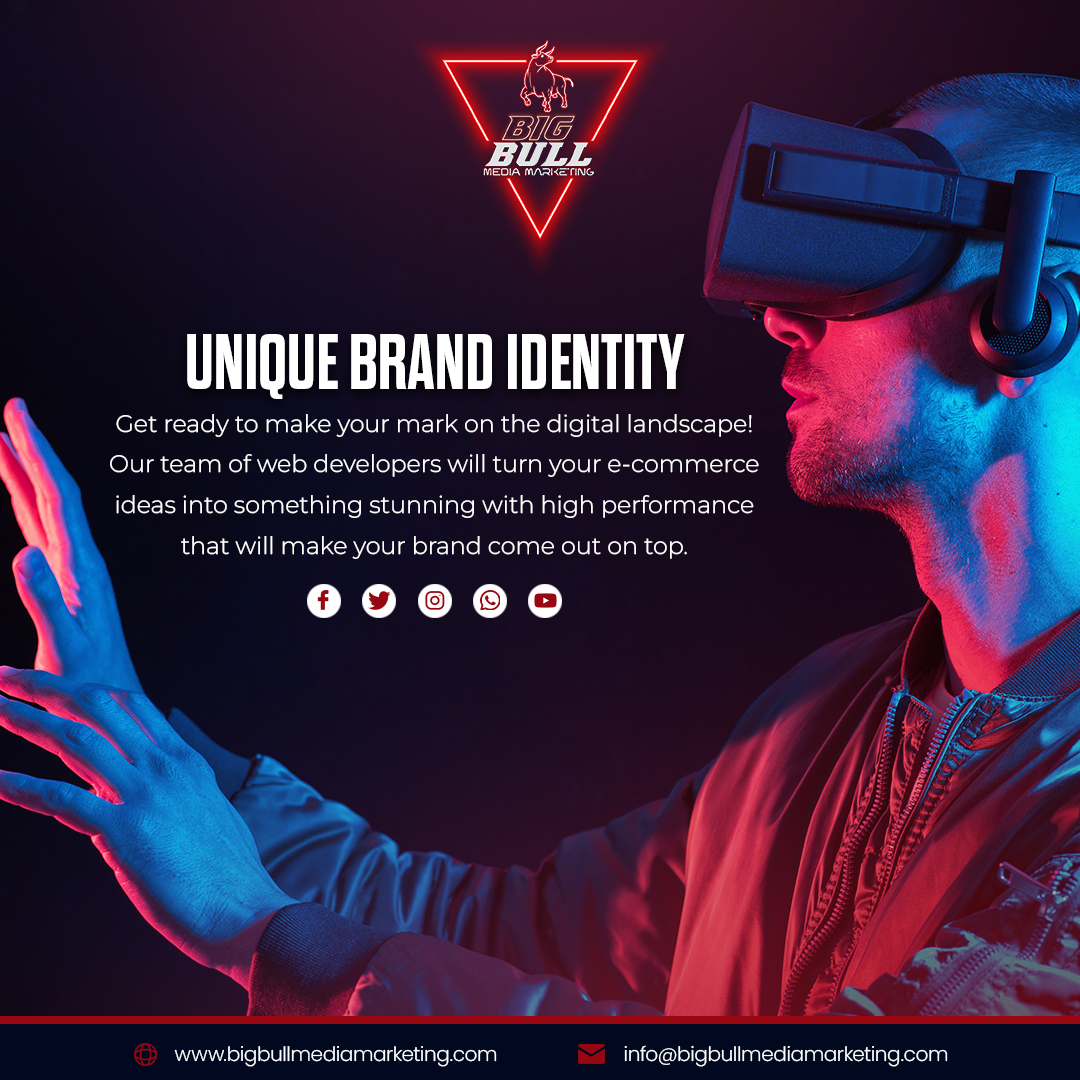 BIG
BULL
MEDIA MARKETING
UNIQUE BRAND IDENTITY
Get ready to make your mark on the digital landscape!
Our team of web developers will turn your e-commerce
ideas into something stunning with high performance
that will make your brand come out on top.
www.bigbullmediamarketing.com
info@bigbullmediamarketing.com